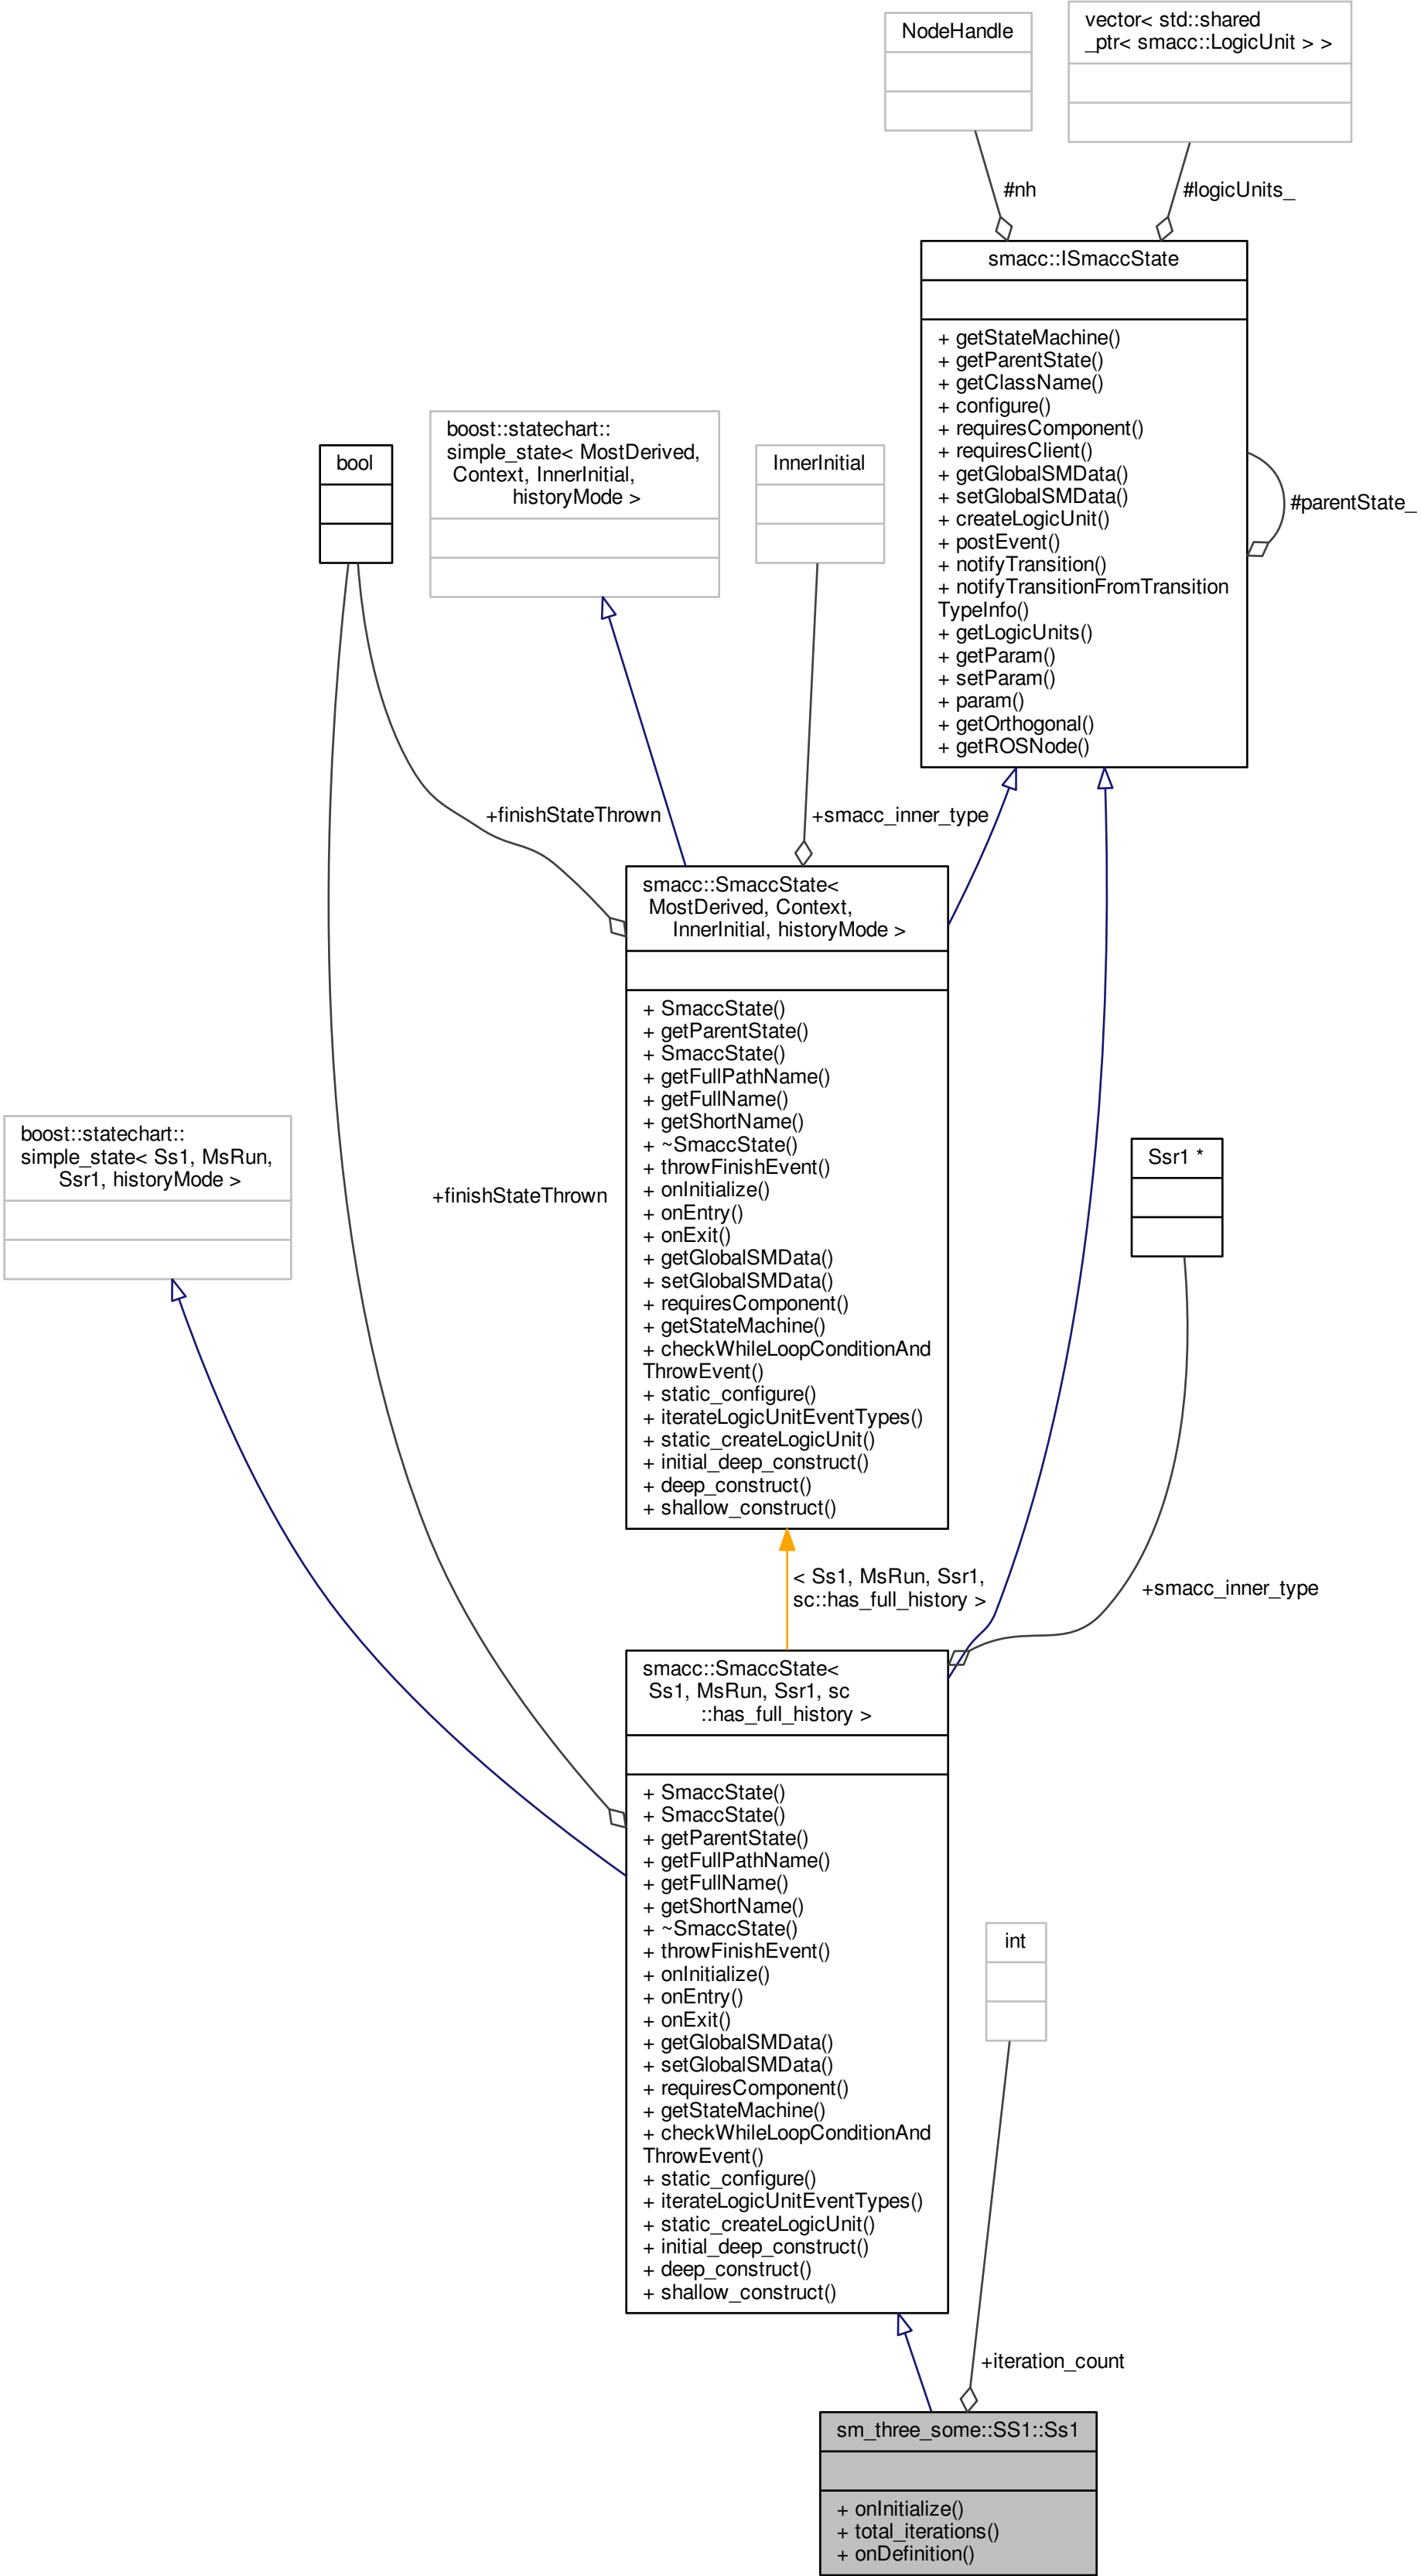 NodeHandle
vector< std::shared
_ptr< smacc::LogicUnit > >
#nh
#logicUnits_
smacc::ISmaccState
+ getStateMachine()
+ getParentState()
+ getClassName()
+ configure()
+ requiresComponent()
+ requiresClient()
+ getGlobalSMData()
+ setGlobalSMData()
+ createLogicUnit()
+ postEvent()
+ notifyTransition()
+ notifyTransitionFromTransition
TypeInfo()
+ getLogicUnits()
+ getParam()
+ setParam()
+ param()
+ getOrthogonal()
+ getROSNode()
#parentState_
bool
boost::statechart::
simple_state< MostDerived,
Context, InnerInitial,
historyMode >
InnerInitial
+finishStateThrown
+smacc_inner_type
smacc::SmaccState<
MostDerived, Context,
InnerInitial, historyMode >
+ SmaccState()
+ getParentState()
+ SmaccState()
+ getFullPathName()
+ getFullName()
+ getShortName()
+ ~SmaccState()
+ throwFinishEvent()
+ onInitialize()
+ onEntry()
+ onExit()
+ getGlobalSMData()
+ setGlobalSMData()
+ requiresComponent()
+ getStateMachine()
+ checkWhileLoopConditionAnd
ThrowEvent()
+ static_configure()
+ iterateLogicUnitEventTypes()
+ static_createLogicUnit()
+ initial_deep_construct()
+ deep_construct()
+ shallow_construct()
boost::statechart::
simple_state< Ss1, MsRun,
Ssr1, historyMode >
+finishStateThrown
Ssr1 *
< Ss1, MsRun, Ssr1,
sc::has_full_history >
+smacc_inner_type
smacc::SmaccState<
Ss1, MsRun, Ssr1, sc
::has_full_history >
+ SmaccState()
+ SmaccState()
+ getParentState()
+ getFullPathName()
+ getFullName()
+ getShortName()
+ ~SmaccState()
+ throwFinishEvent()
+ onInitialize()
+ onEntry()
+ onExit()
+ getGlobalSMData()
+ setGlobalSMData()
+ requiresComponent()
+ getStateMachine()
+ checkWhileLoopConditionAnd
ThrowEvent()
+ static_configure()
+ iterateLogicUnitEventTypes()
+ static_createLogicUnit()
+ initial_deep_construct()
+ deep_construct()
+ shallow_construct()
int
+iteration_count
sm_three_some::SS1::Ss1
+ onInitialize()
+ total_iterations()
+ onDefinition()